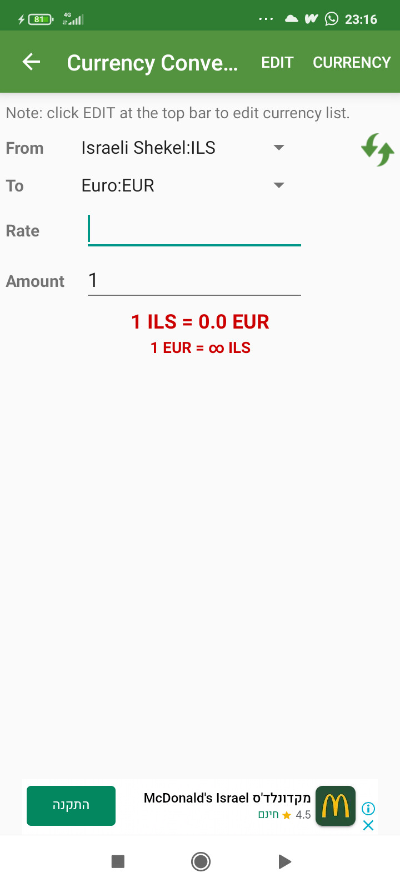 81 4G ... 23:16
Currency Conve... EDIT CURRENCY
Note: click EDIT at the top bar to edit currency list.
From Israeli Shekel:ILS
To Euro:EUR
Rate
Amount 1
1 ILS = 0.0 EUR
1 EUR = ∞ ILS
McDonald's Israel מקדונלד'ס
4.5 ★ חינם
התקנה